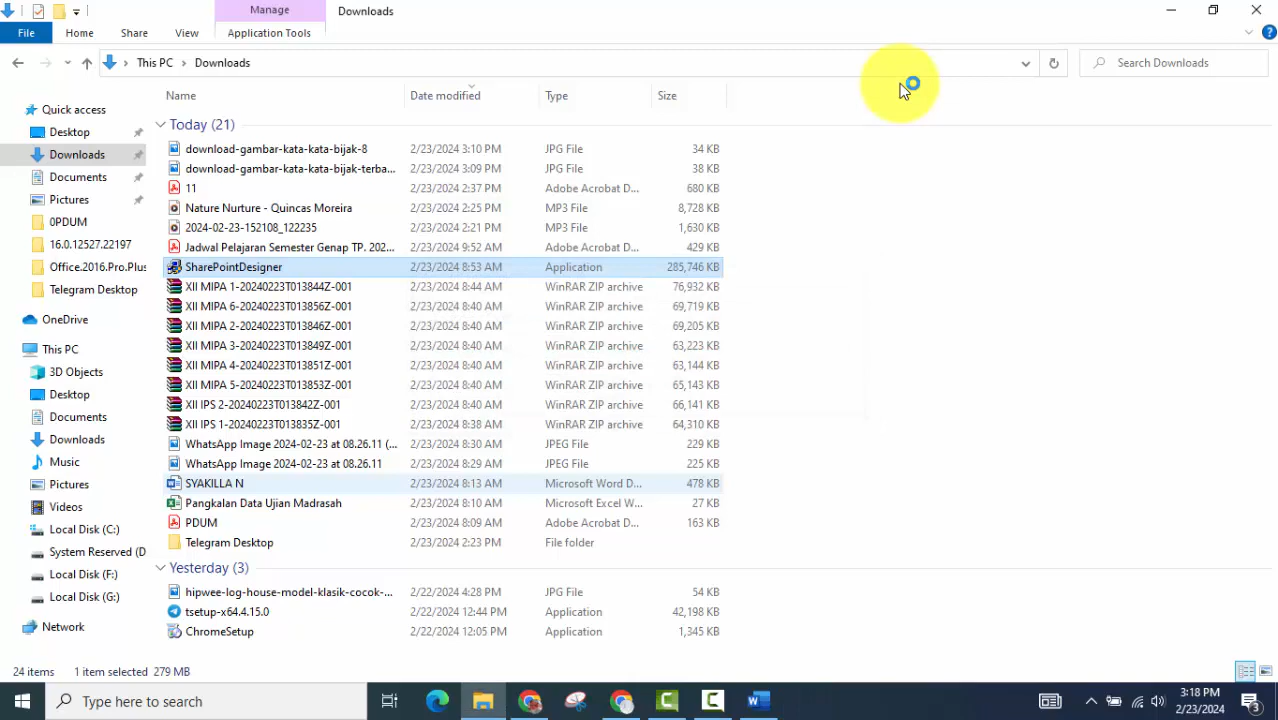 Manage
Downloads
File
Home
Share
View
Application Tools
?
This PC > Downloads
Search Downloads
Name
Date modified
Type
Size
Quick access
Desktop
Downloads
Documents
Pictures
0PDUM
16.0.12527.22197
Office.2016.Pro.Plus
Telegram Desktop
OneDrive
This PC
3D Objects
Desktop
Documents
Downloads
Music
Pictures
Videos
Local Disk (C:)
System Reserved (D
Local Disk (F:)
Local Disk (G:)
Network
Today (21)
download-gambar-kata-kata-bijak-8 2/23/2024 3:10 PM JPG File 34 KB
download-gambar-kata-kata-bijak-terba... 2/23/2024 3:09 PM JPG File 38 KB
11 2/23/2024 2:37 PM Adobe Acrobat D... 680 KB
Nature Nurture - Quincas Moreira 2/23/2024 2:25 PM MP3 File 8,728 KB
2024-02-23-152108_122235 2/23/2024 2:21 PM MP3 File 1,630 KB
Jadwal Pelajaran Semester Genap TP. 202... 2/23/2024 9:52 AM Adobe Acrobat D... 429 KB
SharePointDesigner 2/23/2024 8:53 AM Application 285,746 KB
XII MIPA 1-20240223T013844Z-001 2/23/2024 8:44 AM WinRAR ZIP archive 76,932 KB
XII MIPA 6-20240223T013856Z-001 2/23/2024 8:40 AM WinRAR ZIP archive 69,719 KB
XII MIPA 2-20240223T013846Z-001 2/23/2024 8:40 AM WinRAR ZIP archive 69,205 KB
XII MIPA 3-20240223T013849Z-001 2/23/2024 8:40 AM WinRAR ZIP archive 63,223 KB
XII MIPA 4-20240223T013851Z-001 2/23/2024 8:40 AM WinRAR ZIP archive 63,144 KB
XII MIPA 5-20240223T013853Z-001 2/23/2024 8:40 AM WinRAR ZIP archive 65,143 KB
XII IPS 2-20240223T013842Z-001 2/23/2024 8:40 AM WinRAR ZIP archive 66,141 KB
XII IPS 1-20240223T013835Z-001 2/23/2024 8:38 AM WinRAR ZIP archive 64,310 KB
WhatsApp Image 2024-02-23 at 08.26.11 (... 2/23/2024 8:30 AM JPEG File 229 KB
WhatsApp Image 2024-02-23 at 08.26.11 2/23/2024 8:29 AM JPEG File 225 KB
SYAKILLA N 2/23/2024 8:13 AM Microsoft Word D... 478 KB
Pangkalan Data Ujian Madrasah 2/23/2024 8:10 AM Microsoft Excel W... 27 KB
PDUM 2/23/2024 8:09 AM Adobe Acrobat D... 163 KB
Telegram Desktop 2/23/2024 2:23 PM File folder
Yesterday (3)
hipwee-log-house-model-klasik-cocok-... 2/22/2024 4:28 PM JPG File 54 KB
tsetup-x64.4.15.0 2/22/2024 12:44 PM Application 42,198 KB
ChromeSetup 2/22/2024 12:05 PM Application 1,345 KB
24 items 1 item selected 279 MB
Type here to search
3:18 PM
2/23/2024
3